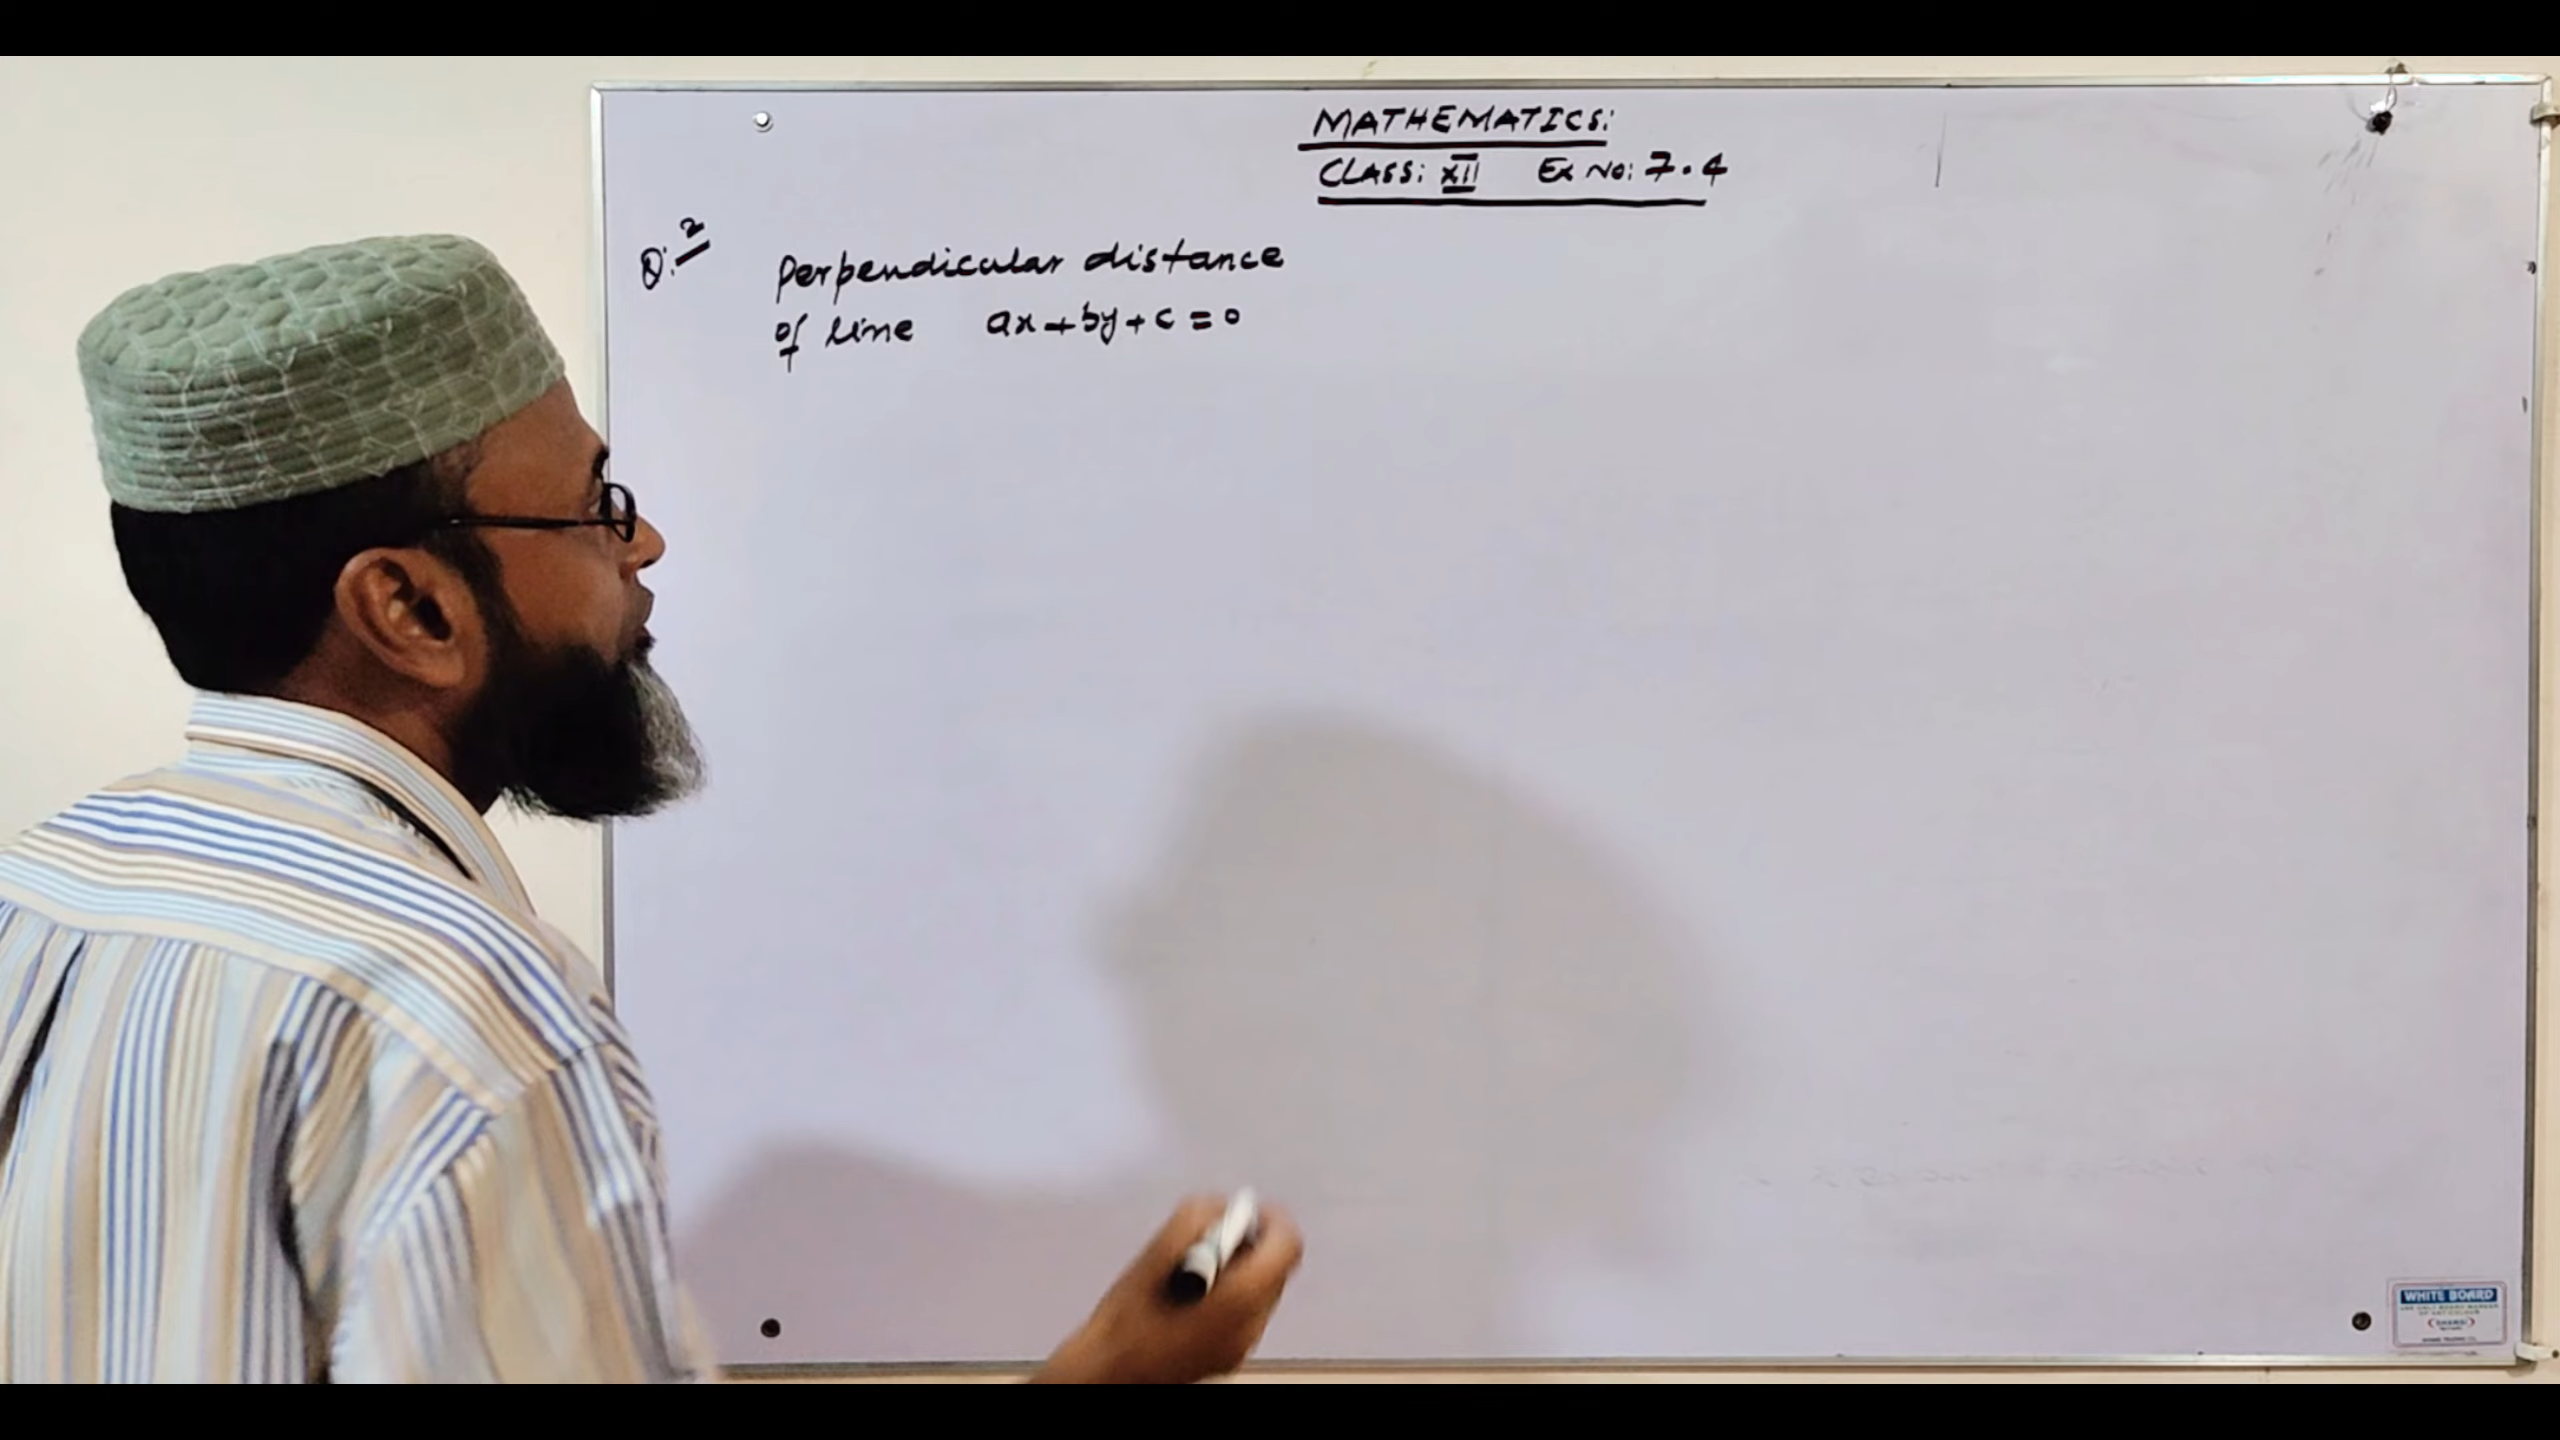 MATHEMATICS:
CLASS: XII Ex No: 7.4
Q:2
Perpendicular distance
of line ax+by+c=0
WHITE BOARD